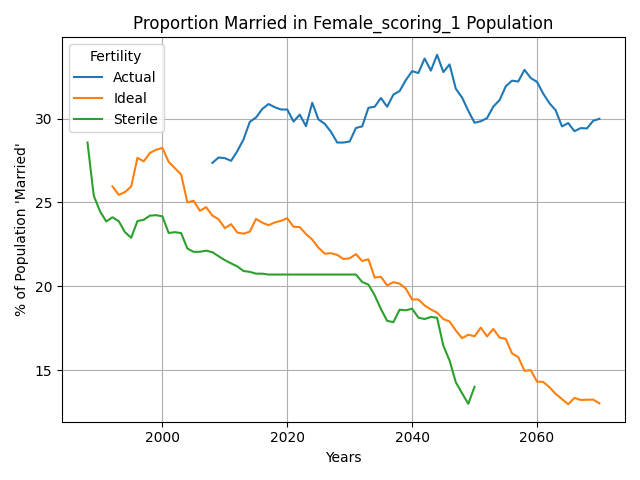 Proportion Married in Female_scoring_1 Population
% of Population 'Married'
Fertility
Actual
Ideal
Sterile
30
25
20
15
2000 2020 2040 2060
Years